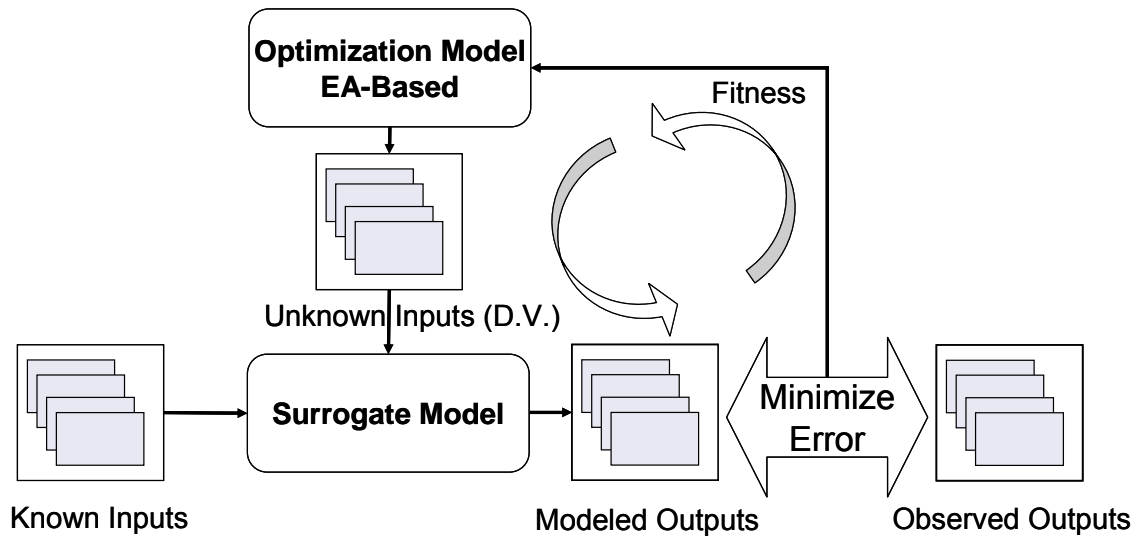 Optimization Model
EA-Based
Fitness
Unknown Inputs (D.V.)
Surrogate Model
Minimize
Error
Known Inputs
Modeled Outputs
Observed Outputs